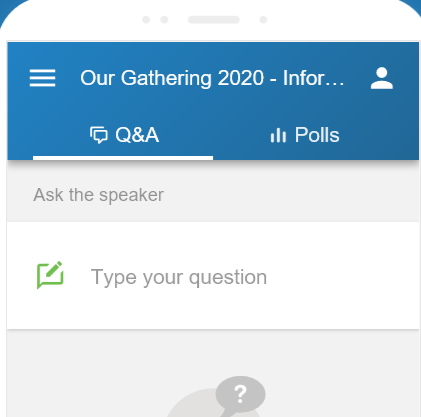 Our Gathering 2020 - Infor...
Q&A
Polls
Ask the speaker
Type your question
?